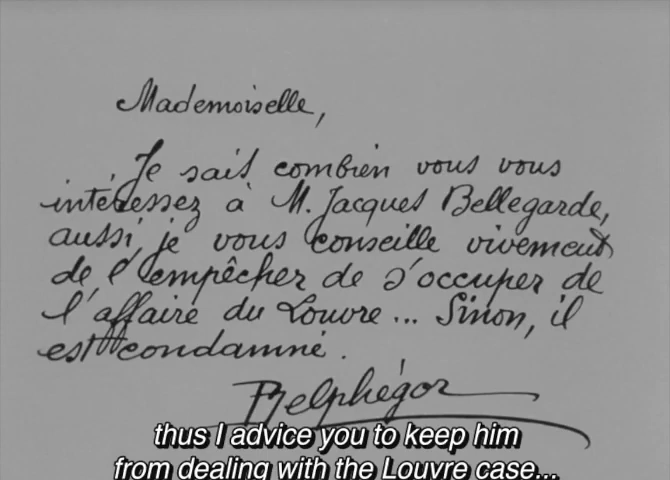 Mademoiselle,
Je sais combien vous vous
intéressez à M. Jacques Bellegarde,
aussi, je vous conseille vivement
de l'empêcher de s'occuper de
l'affaire du Louvre... Sinon, il
est condamné.
Belphégor
thus I advice you to keep him
from dealing with the Louvre case...